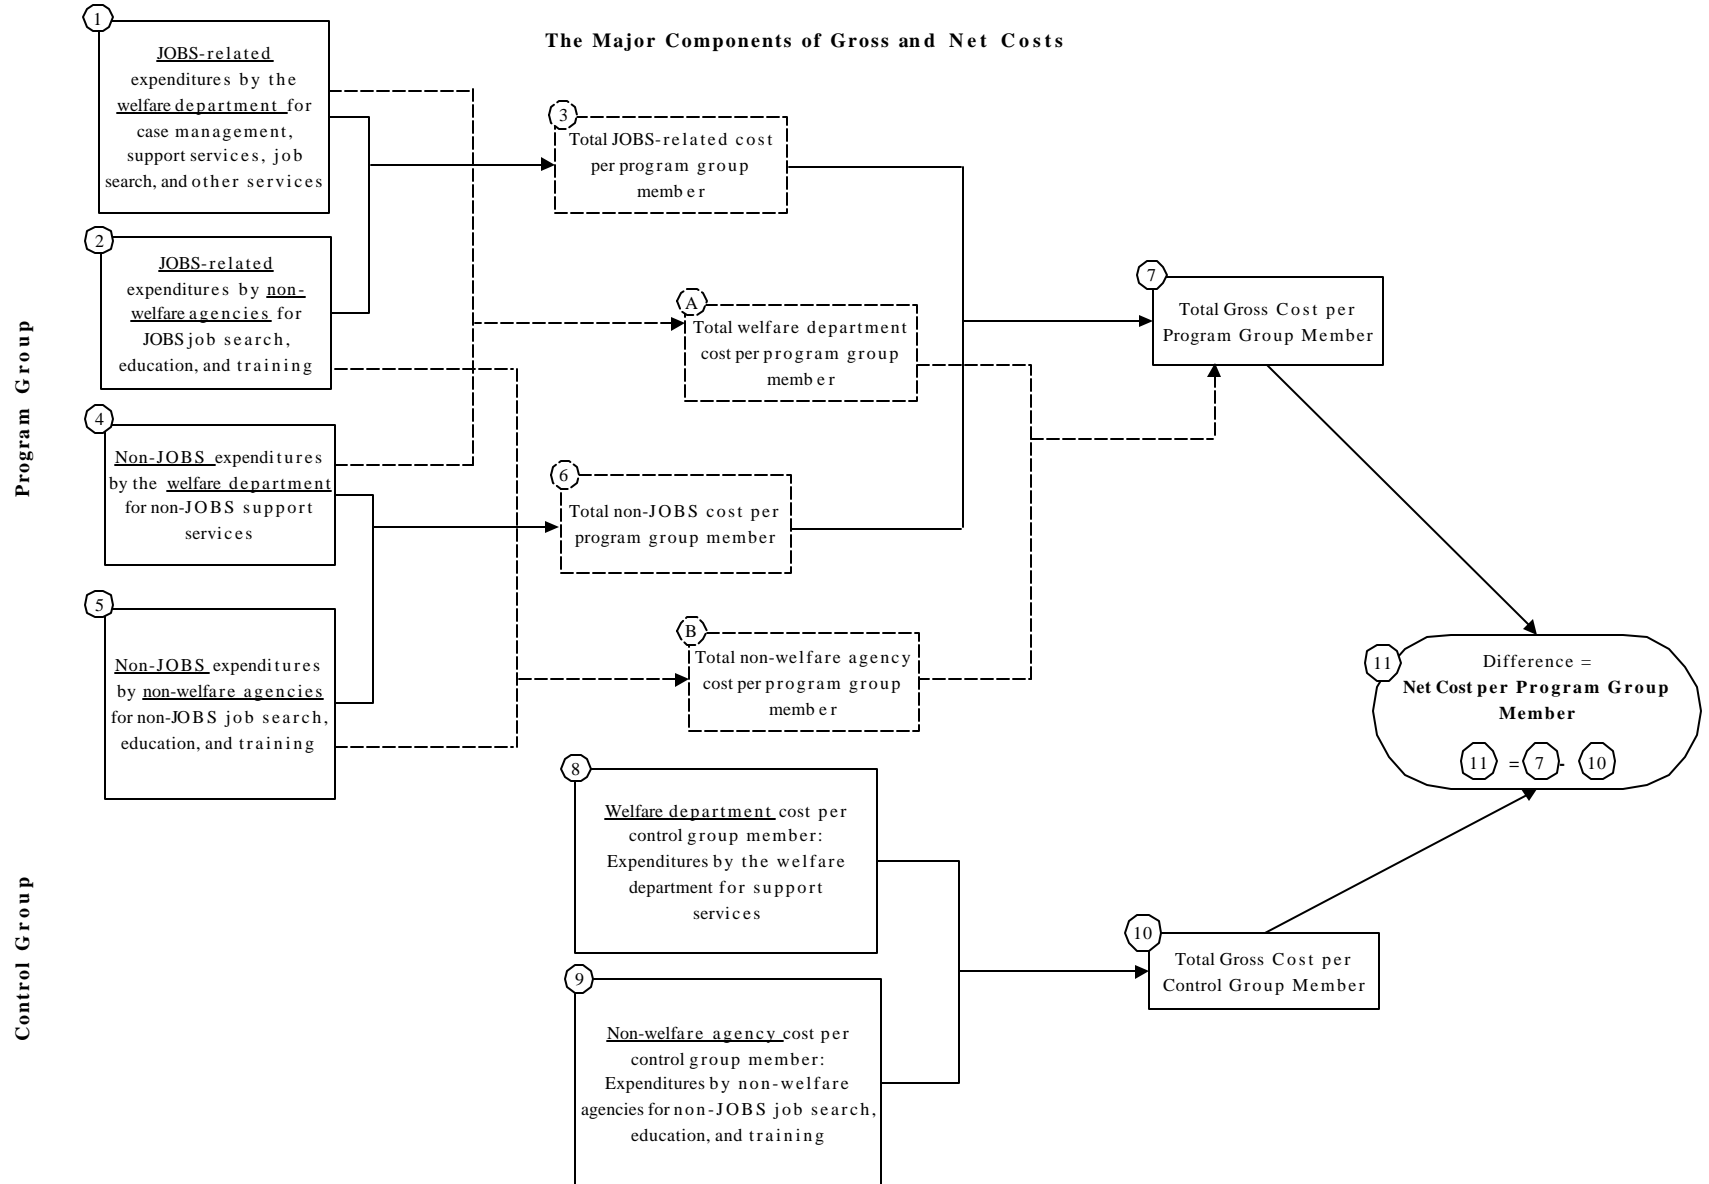 The Major Components of Gross and Net Costs
Program Group
1
JOBS-related
expenditures by the
welfare department for
case management,
support services, job
search, and other services
2
JOBS-related
expenditures by non-
welfare agencies for
JOBS job search,
education, and training
4
Non-JOBS expenditures
by the welfare department
for non-JOBS support
services
5
Non-JOBS expenditures
by non-welfare agencies
for non-JOBS job search,
education, and training
3
Total JOBS-related cost
per program group
member
A
Total welfare department
cost per program group
member
6
Total non-JOBS cost per
program group member
B
Total non-welfare agency
cost per program group
member
7
Total Gross Cost per
Program Group Member
Control Group
8
Welfare department cost per
control group member:
Expenditures by the welfare
department for support
services
9
Non-welfare agency cost per
control group member:
Expenditures by non-welfare
agencies for non-JOBS job search,
education, and training
10
Total Gross Cost per
Control Group Member
11
Difference =
Net Cost per Program Group
Member
11 = 7 - 10